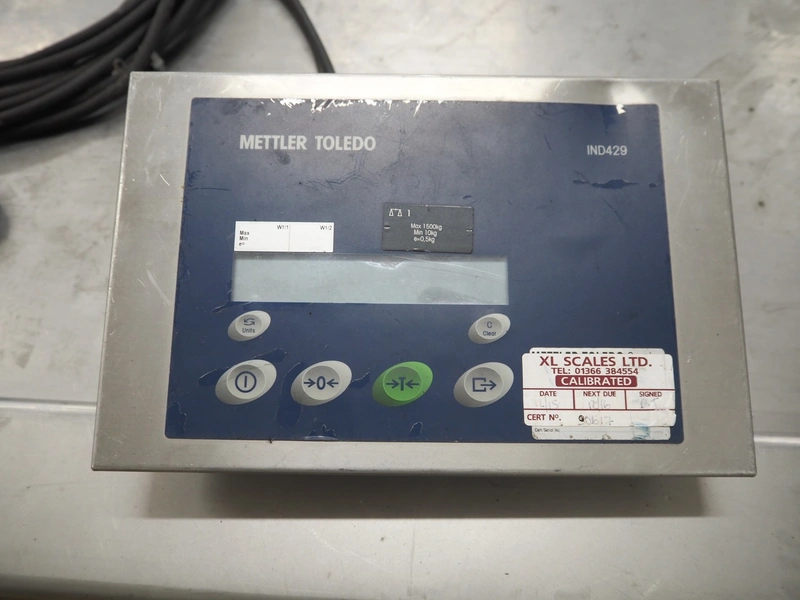 METTLER TOLEDO
IND429
1
Max 1500kg
Min 10kg
e=0,5kg
W1/1 W1/2
Max
Min
e=
Units
C
Clear
→0←
→T←
XL SCALES LTD.
TEL: 01366 384554
CALIBRATED
DATE NEXT DUE SIGNED
CERT NO.